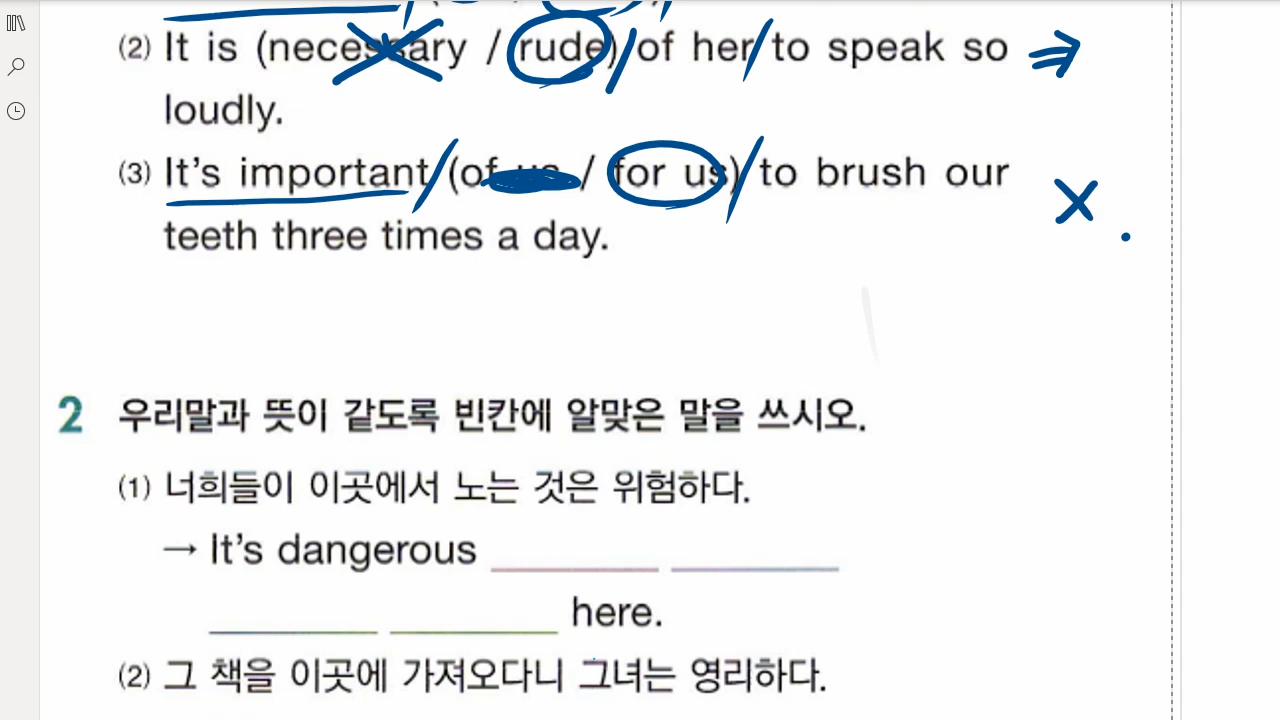 (2) It is (necessary / rude) of her to speak so
loudly.
(3) It's important (of us / for us) to brush our
teeth three times a day.
2 우리말과 뜻이 같도록 빈칸에 알맞은 말을 쓰시오.
(1) 너희들이 이곳에서 노는 것은 위험하다.
→ It's dangerous
here.
(2) 그 책을 이곳에 가져오다니 그녀는 영리하다.